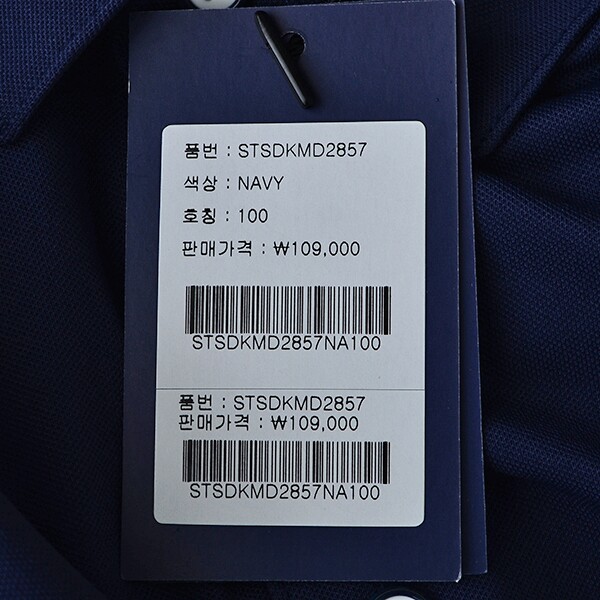 품번 : STSDKMD2857
색상 : NAVY
호칭 : 100
판매가격 : ₩109,000
STSDKMD2857NA100
품번 : STSDKMD2857
판매가격 : ₩109,000
STSDKMD2857NA100